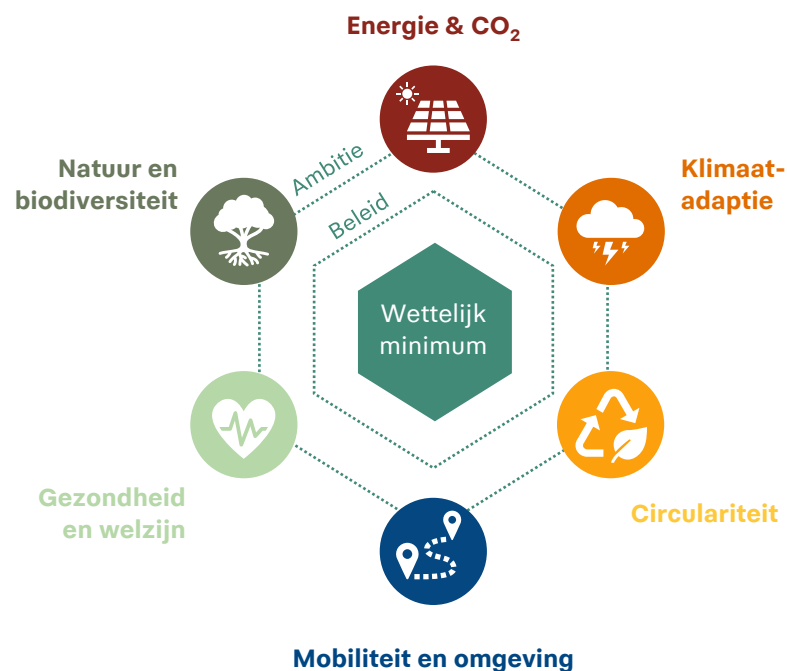 Energie & CO₂
Natuur en
biodiversiteit
Ambitie
Beleid
Klimaat-
adaptie
Wettelijk
minimum
Gezondheid
en welzijn
Circulariteit
Mobiliteit en omgeving